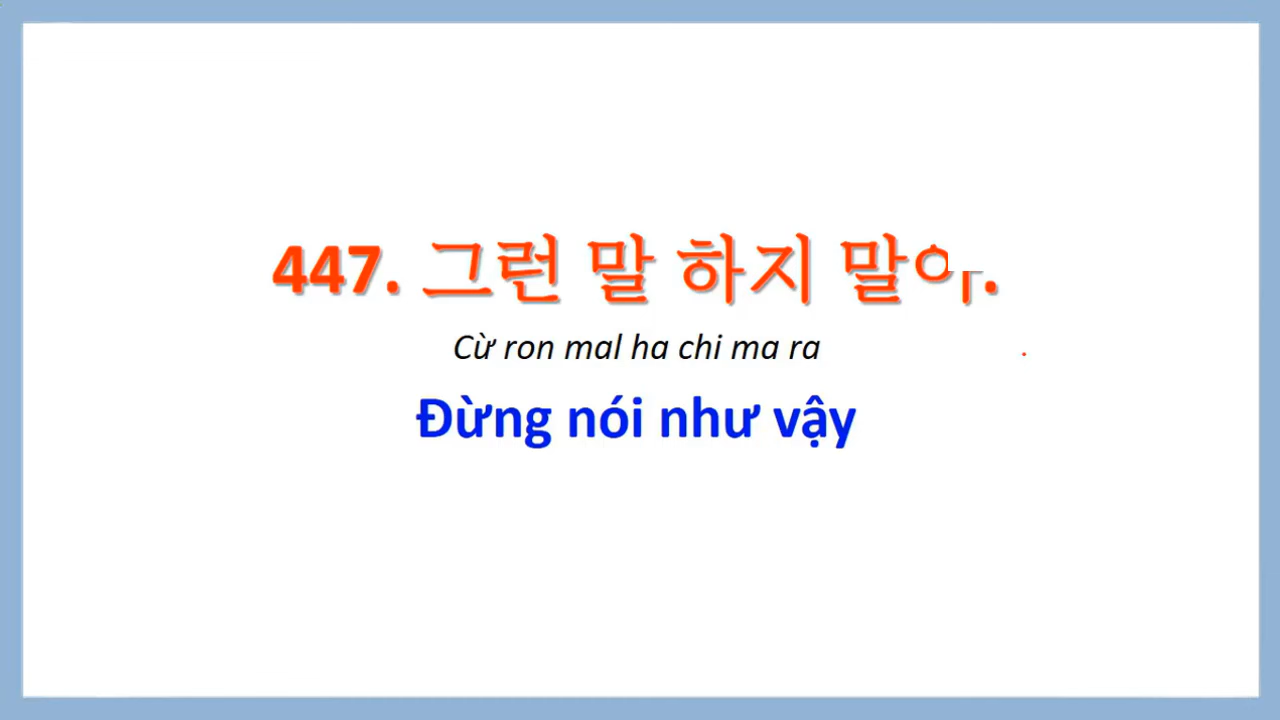 447. 그런 말 하지 말아.
Cừ ron mal ha chi ma ra
Đừng nói như vậy